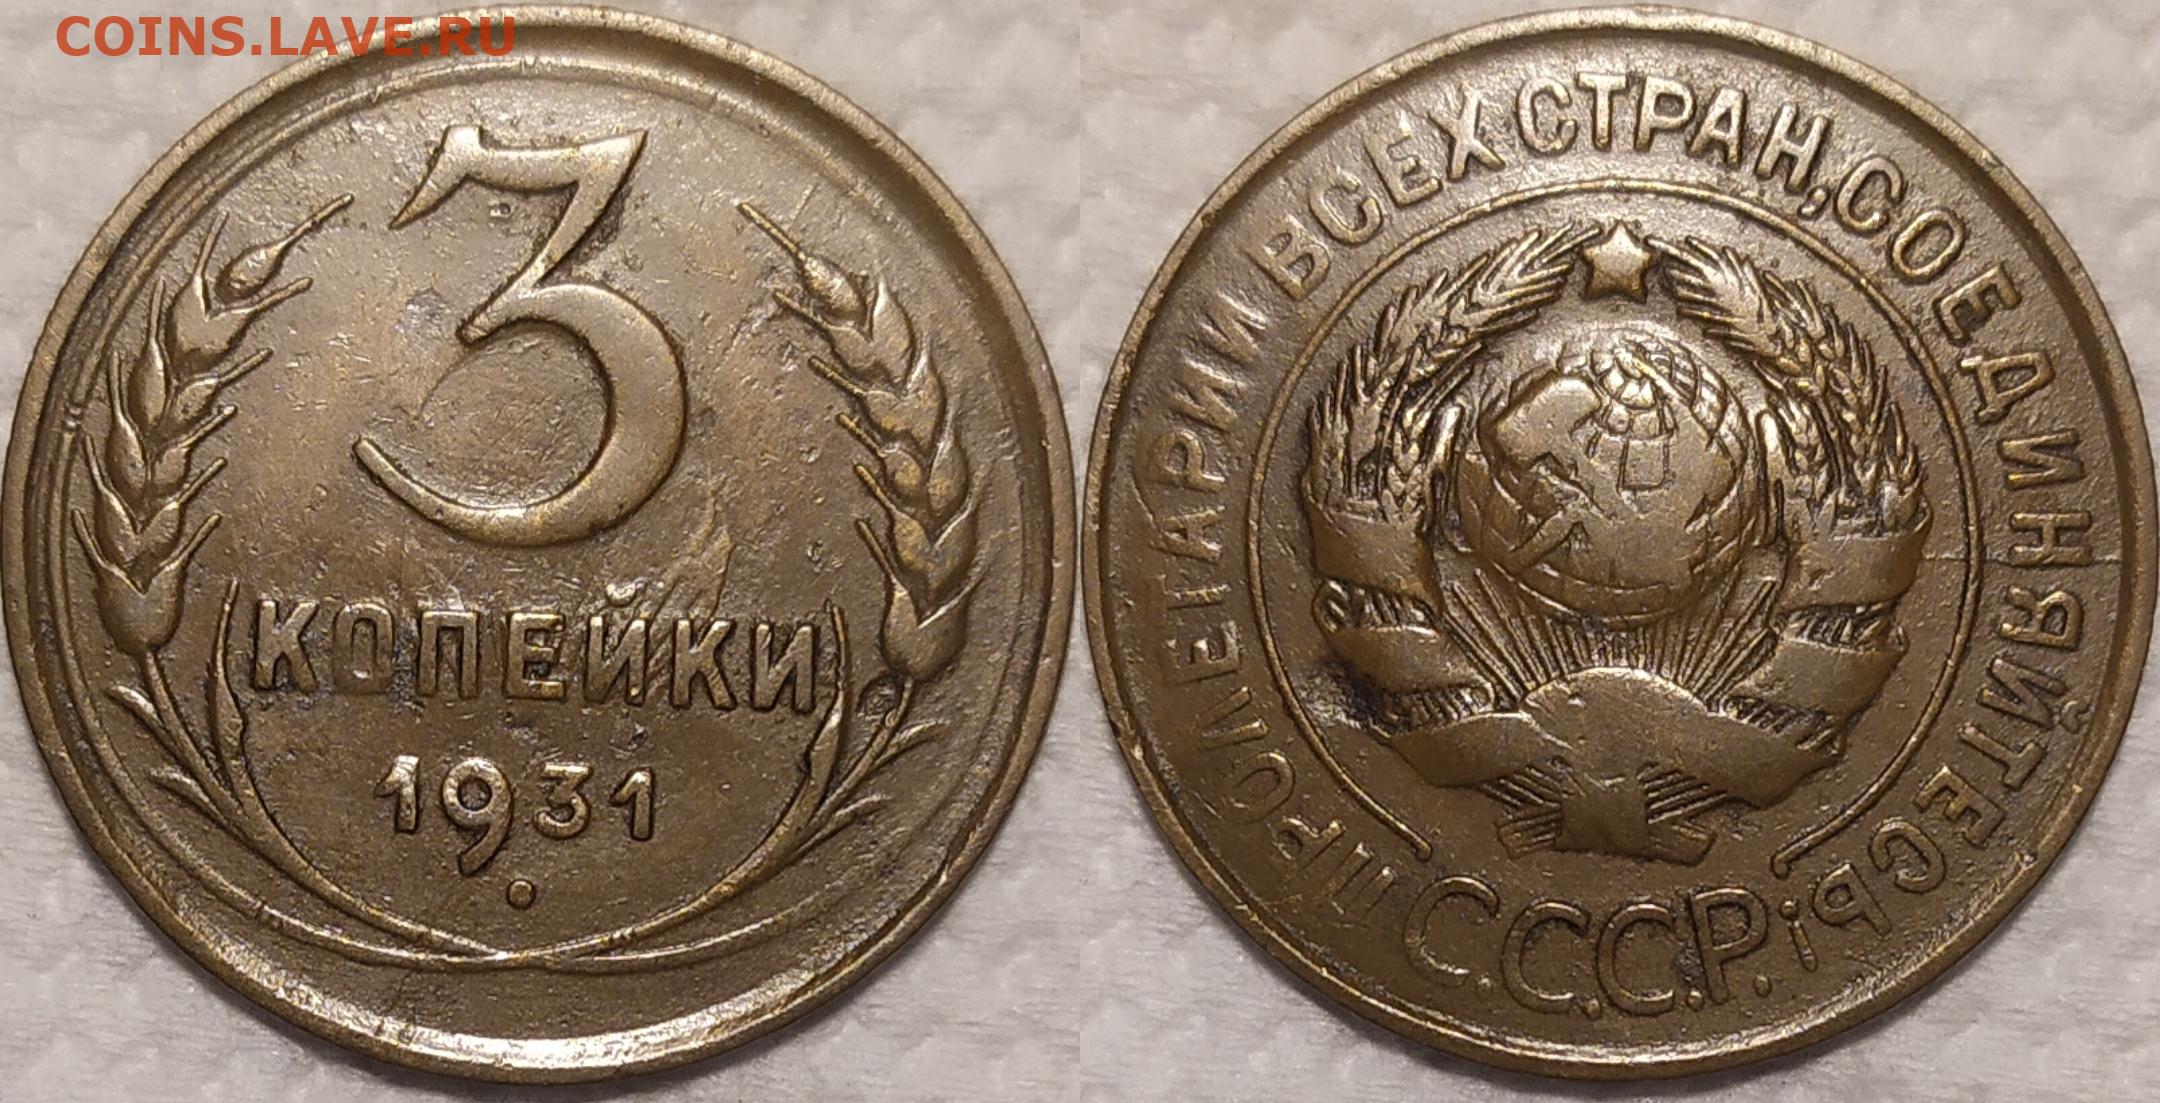 COINS.LAVE.RU
3
КОПЕЙКИ
1931
ПРОЛЕТАРИИ ВСЕХ СТРАН, СОЕДИНЯЙТЕСЬ!
С.С.С.Р.